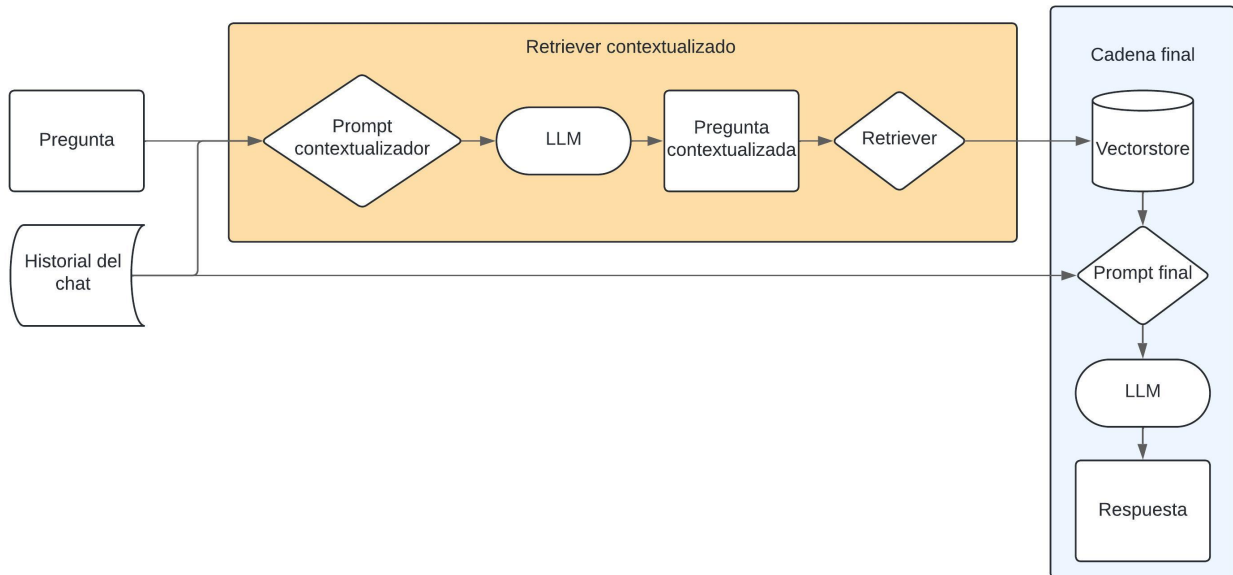 Retriever contextualizado
Cadena final
Pregunta
Prompt
contextualizador
LLM
Pregunta
contextualizada
Retriever
Vectorstore
Historial del
chat
Prompt final
LLM
Respuesta